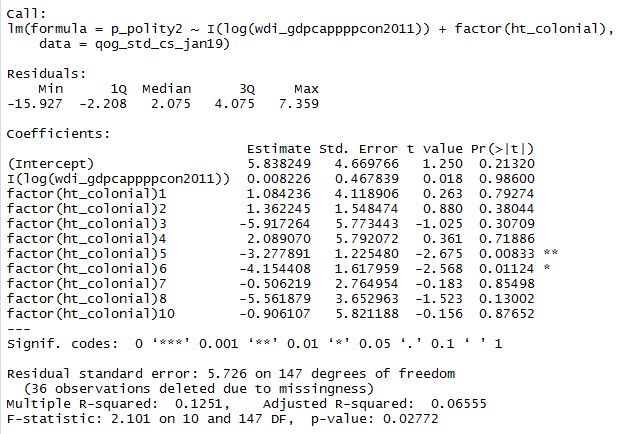 Call:
lm(formula = p_polity2 ~ I(log(wdi_gdpcappppcon2011)) + factor(ht_colonial),
    data = qog_std_cs_jan19)
Residuals:
    Min      1Q  Median      3Q     Max
-15.927  -2.208   2.075   4.075   7.359
Coefficients:
                               Estimate Std. Error t value Pr(>|t|)
(Intercept)                    5.838249   4.669766   1.250  0.21320
I(log(wdi_gdpcappppcon2011))   0.008226   0.467839   0.018  0.98600
factor(ht_colonial)1           1.084236   4.118906   0.263  0.79274
factor(ht_colonial)2           1.362245   1.548474   0.880  0.38044
factor(ht_colonial)3          -5.917264   5.773443  -1.025  0.30709
factor(ht_colonial)4           2.089070   5.792072   0.361  0.71886
factor(ht_colonial)5          -3.277891   1.225480  -2.675  0.00833 **
factor(ht_colonial)6          -4.154408   1.617959  -2.568  0.01124 *
factor(ht_colonial)7          -0.506219   2.764954  -0.183  0.85498
factor(ht_colonial)8          -5.561879   3.652963  -1.523  0.13002
factor(ht_colonial)10         -0.906107   5.821188  -0.156  0.87652
---
Signif. codes:  0 ‘***’ 0.001 ‘**’ 0.01 ‘*’ 0.05 ‘.’ 0.1 ‘ ’ 1
Residual standard error: 5.726 on 147 degrees of freedom
  (36 observations deleted due to missingness)
Multiple R-squared:  0.1251,    Adjusted R-squared:  0.06555
F-statistic: 2.101 on 10 and 147 DF,  p-value: 0.02772